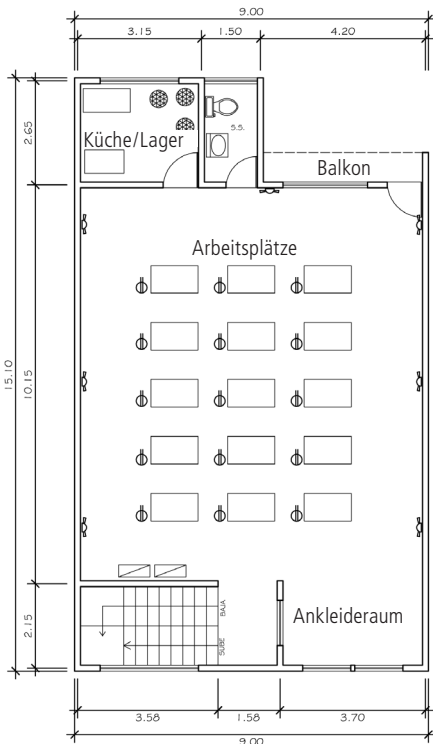 9.00
3.15 1.50 4.20
2.65
Küche/Lager
S.S.
Balkon
Arbeitsplätze
15.10
10.15
2.15
BAJA
SUBE
Ankleideraum
3.58 1.58 3.70
9.00